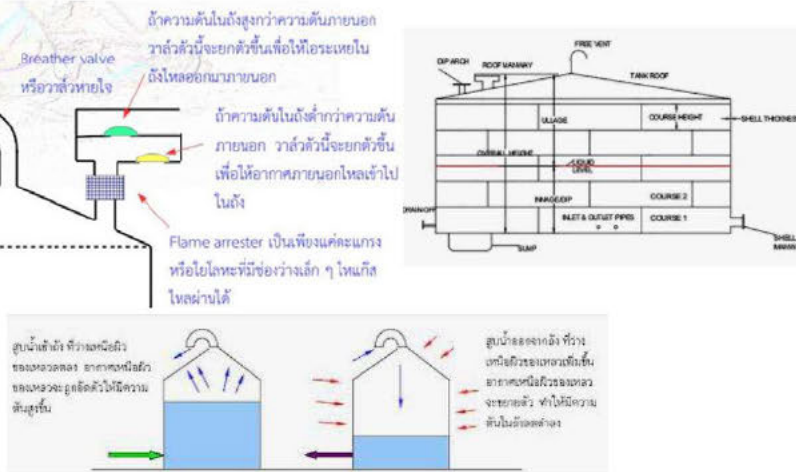 ถ้าความดันในถังสูงกว่าความดันภายนอก
วาล์วตัวนี้จะยกตัวขึ้นเพื่อให้ไอระเหยใน
ถังไหลออกมาภายนอก
Breather valve
หรือวาล์วหายใจ
ถ้าความดันในถังต่ำกว่าความดัน
ภายนอก วาล์วตัวนี้จะยกตัวขึ้น
เพื่อให้อากาศภายนอกไหลเข้าไป
ในถัง
Flame arrester เป็นเพียงแค่ตะแกรง
หรือใยโลหะที่มีช่องว่างเล็ก ๆ ให้แก๊ส
ไหลผ่านได้
FREE VENT
DIP ARCH
ROOF MANWAY
TANK ROOF
ULLAGE
COURSE HEIGHT
SHELL THICKNES
OVERALL HEIGHT
LIQUID
LEVEL
INNAGE/DIP
COURSE 2
INLET & OUTLET PIPES
COURSE 1
SUMP
SHELL
สูบน้ำเข้าถัง ที่ว่างเหนือผิว
ของเหลวลดลง อากาศเหนือผิว
ของเหลวจะถูกอัดตัวให้มีความ
ดันสูงขึ้น
สูบน้ำออกจากถัง ที่ว่าง
เหนือผิวของเหลวเพิ่มขึ้น
อากาศเหนือผิวของเหลว
จะขยายตัว ทำให้มีความ
ดันในถังลดต่ำลง